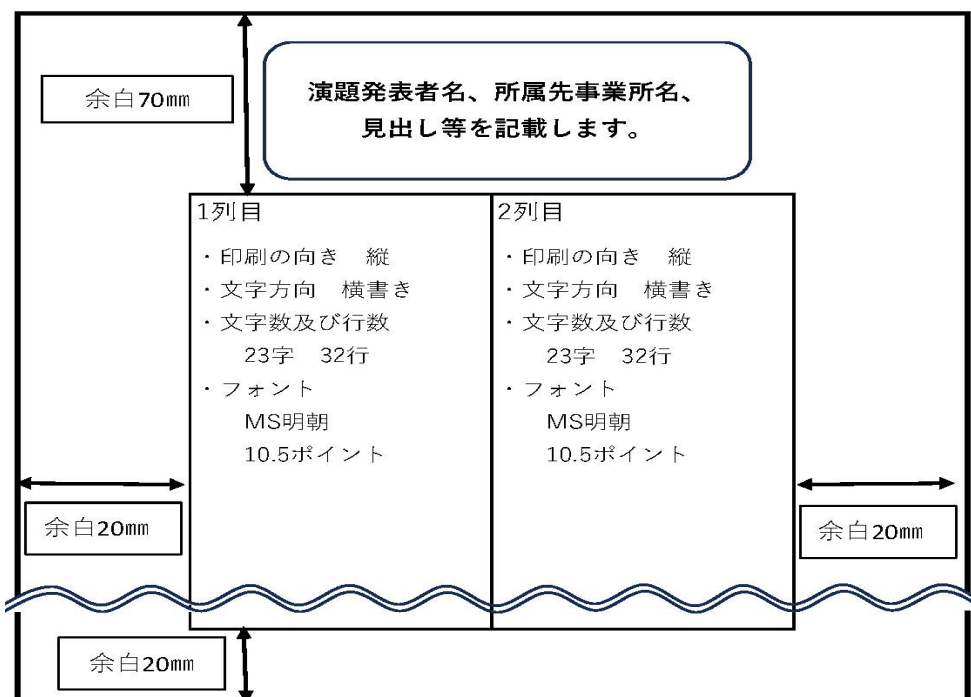 演題発表者名、所属先事業所名、
見出し等を記載します。
余白70㎜
1列目
・印刷の向き　縦
・文字方向　横書き
・文字数及び行数
23字　32行
・フォント
MS明朝
10.5ポイント
2列目
・印刷の向き　縦
・文字方向　横書き
・文字数及び行数
23字　32行
・フォント
MS明朝
10.5ポイント
余白20㎜
余白20㎜
余白20㎜